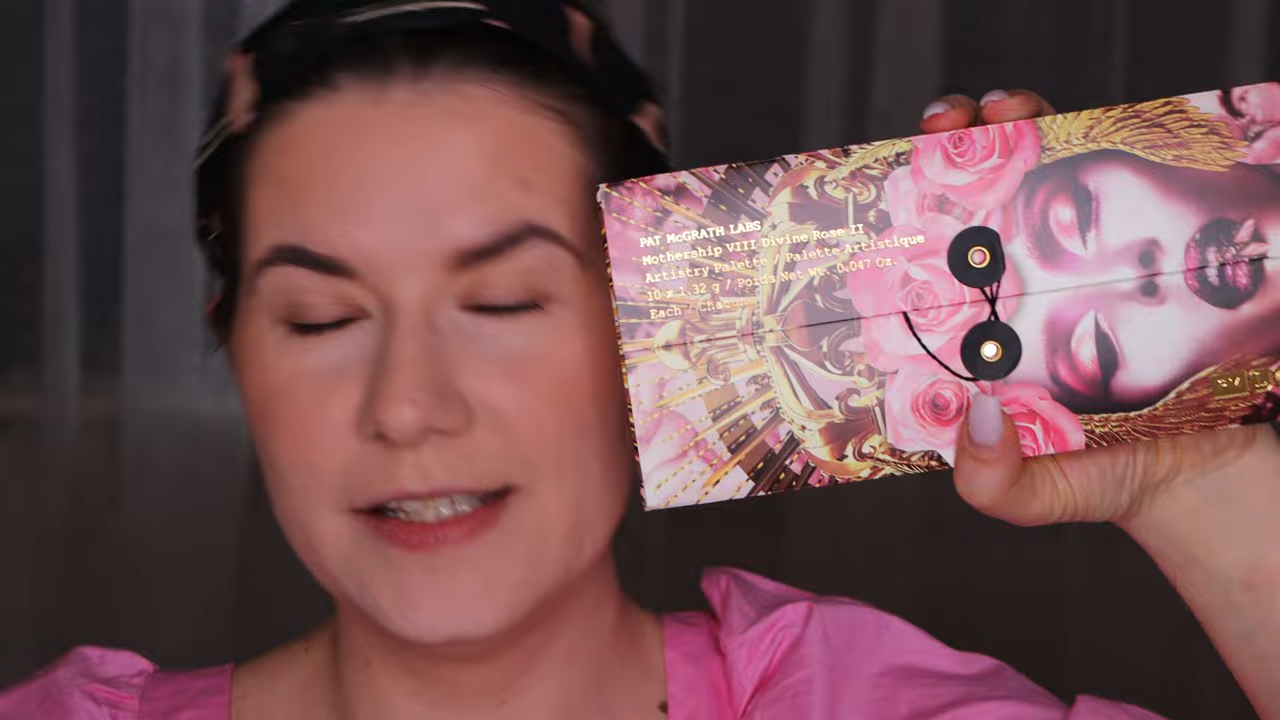 PAT McGRATH LABS
Mothership VIII Divine Rose II
Artistry Palette / Palette Artistique
10 x 1.32 g / Poids Net Wt. 0.047 Oz.
Each / Chacun